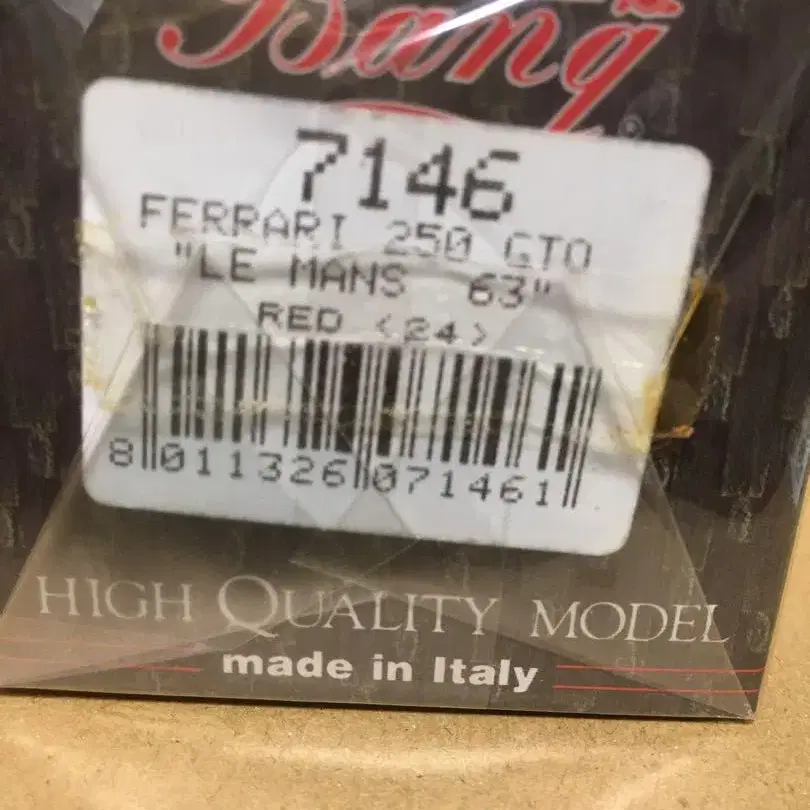 Bang
7146
FERRARI 250 GTO
"LE MANS 63"
RED <24>
8 011326 071461
HIGH QUALITY MODEL
made in Italy